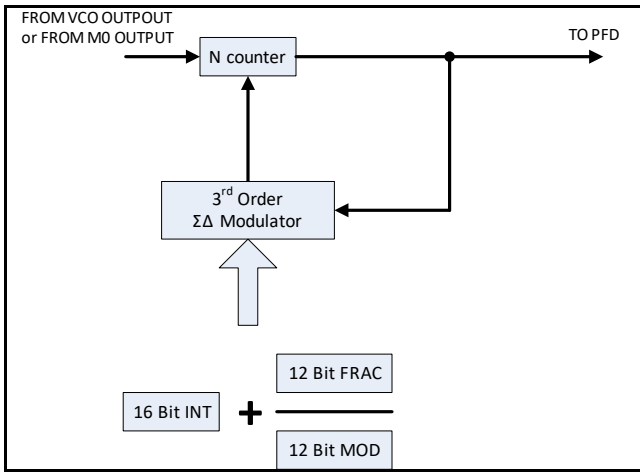 FROM VCO OUTPOUT
or FROM M0 OUTPUT
TO PFD
N counter
3rd Order
ΣΔ Modulator
12 Bit FRAC
16 Bit INT +
12 Bit MOD